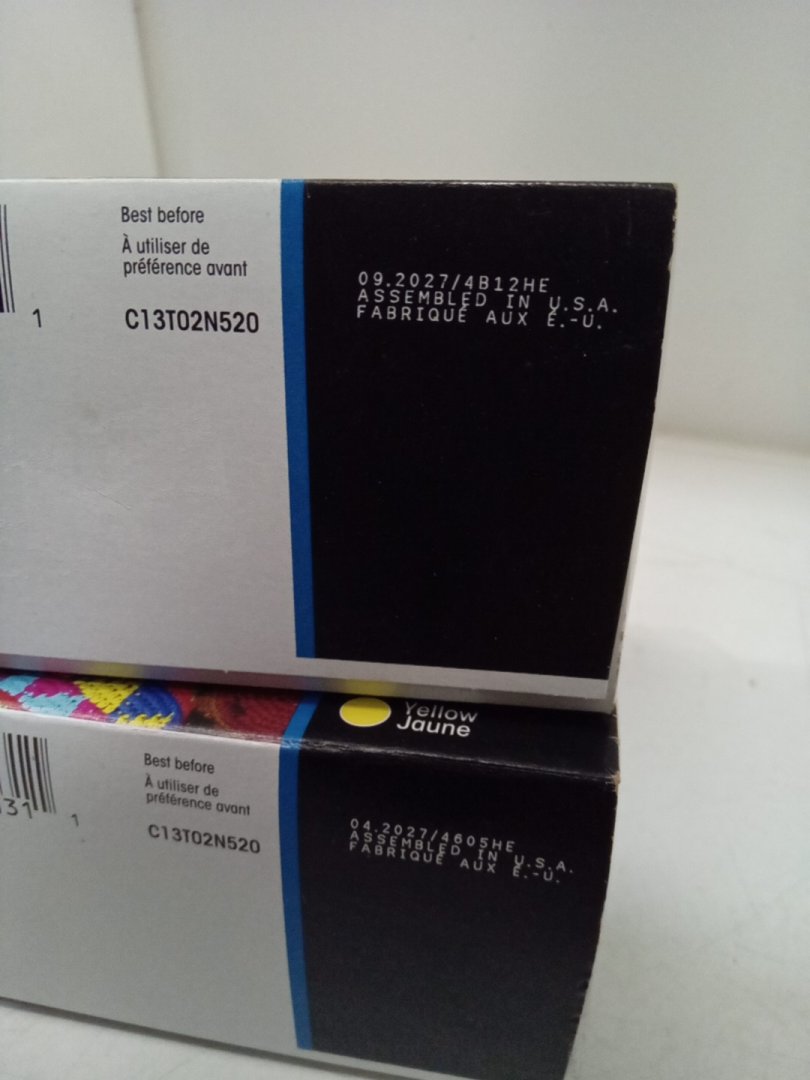 Best before
À utiliser de
préférence avant
1
C13T02N520
09.2027/4B12HE
ASSEMBLED IN U.S.A.
FABRIQUÉ AUX É.-U.
Yellow
Jaune
Best before
À utiliser de
préférence avant
31 1
C13T02N520
04.2027/4605HE
ASSEMBLED IN U.S.A.
FABRIQUÉ AUX É.-U.